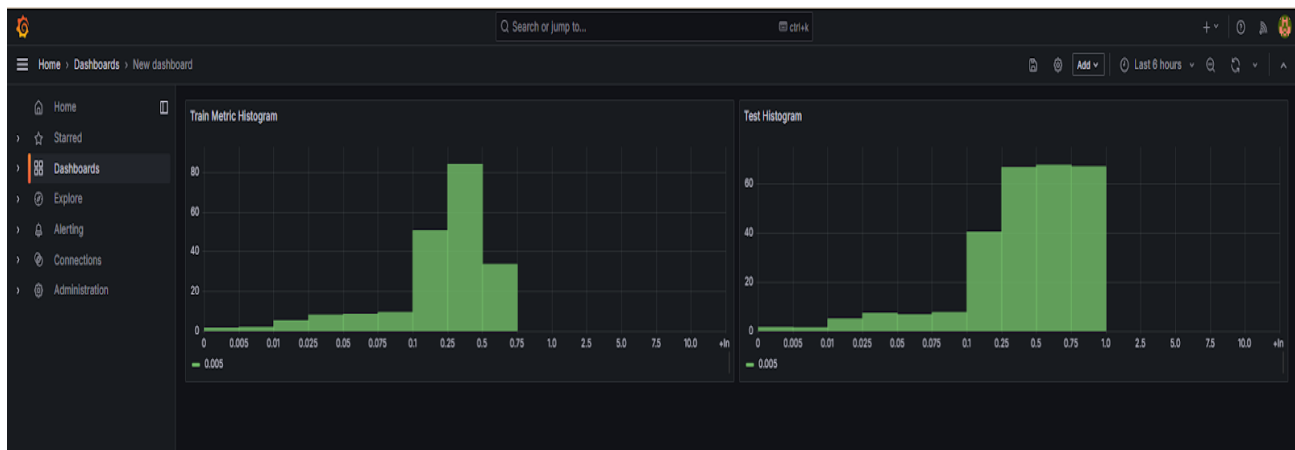 Search or jump to... ctrl+k
Home › Dashboards › New dashboard Add Last 6 hours
Home
Starred
Dashboards
Explore
Alerting
Connections
Administration
Train Metric Histogram
80
60
40
20
0
0 0.005 0.01 0.025 0.05 0.075 0.1 0.25 0.5 0.75 1.0 2.5 5.0 7.5 10.0 +In
0.005
Test Histogram
60
40
20
0
0 0.005 0.01 0.025 0.05 0.075 0.1 0.25 0.5 0.75 1.0 2.5 5.0 7.5 10.0 +In
0.005